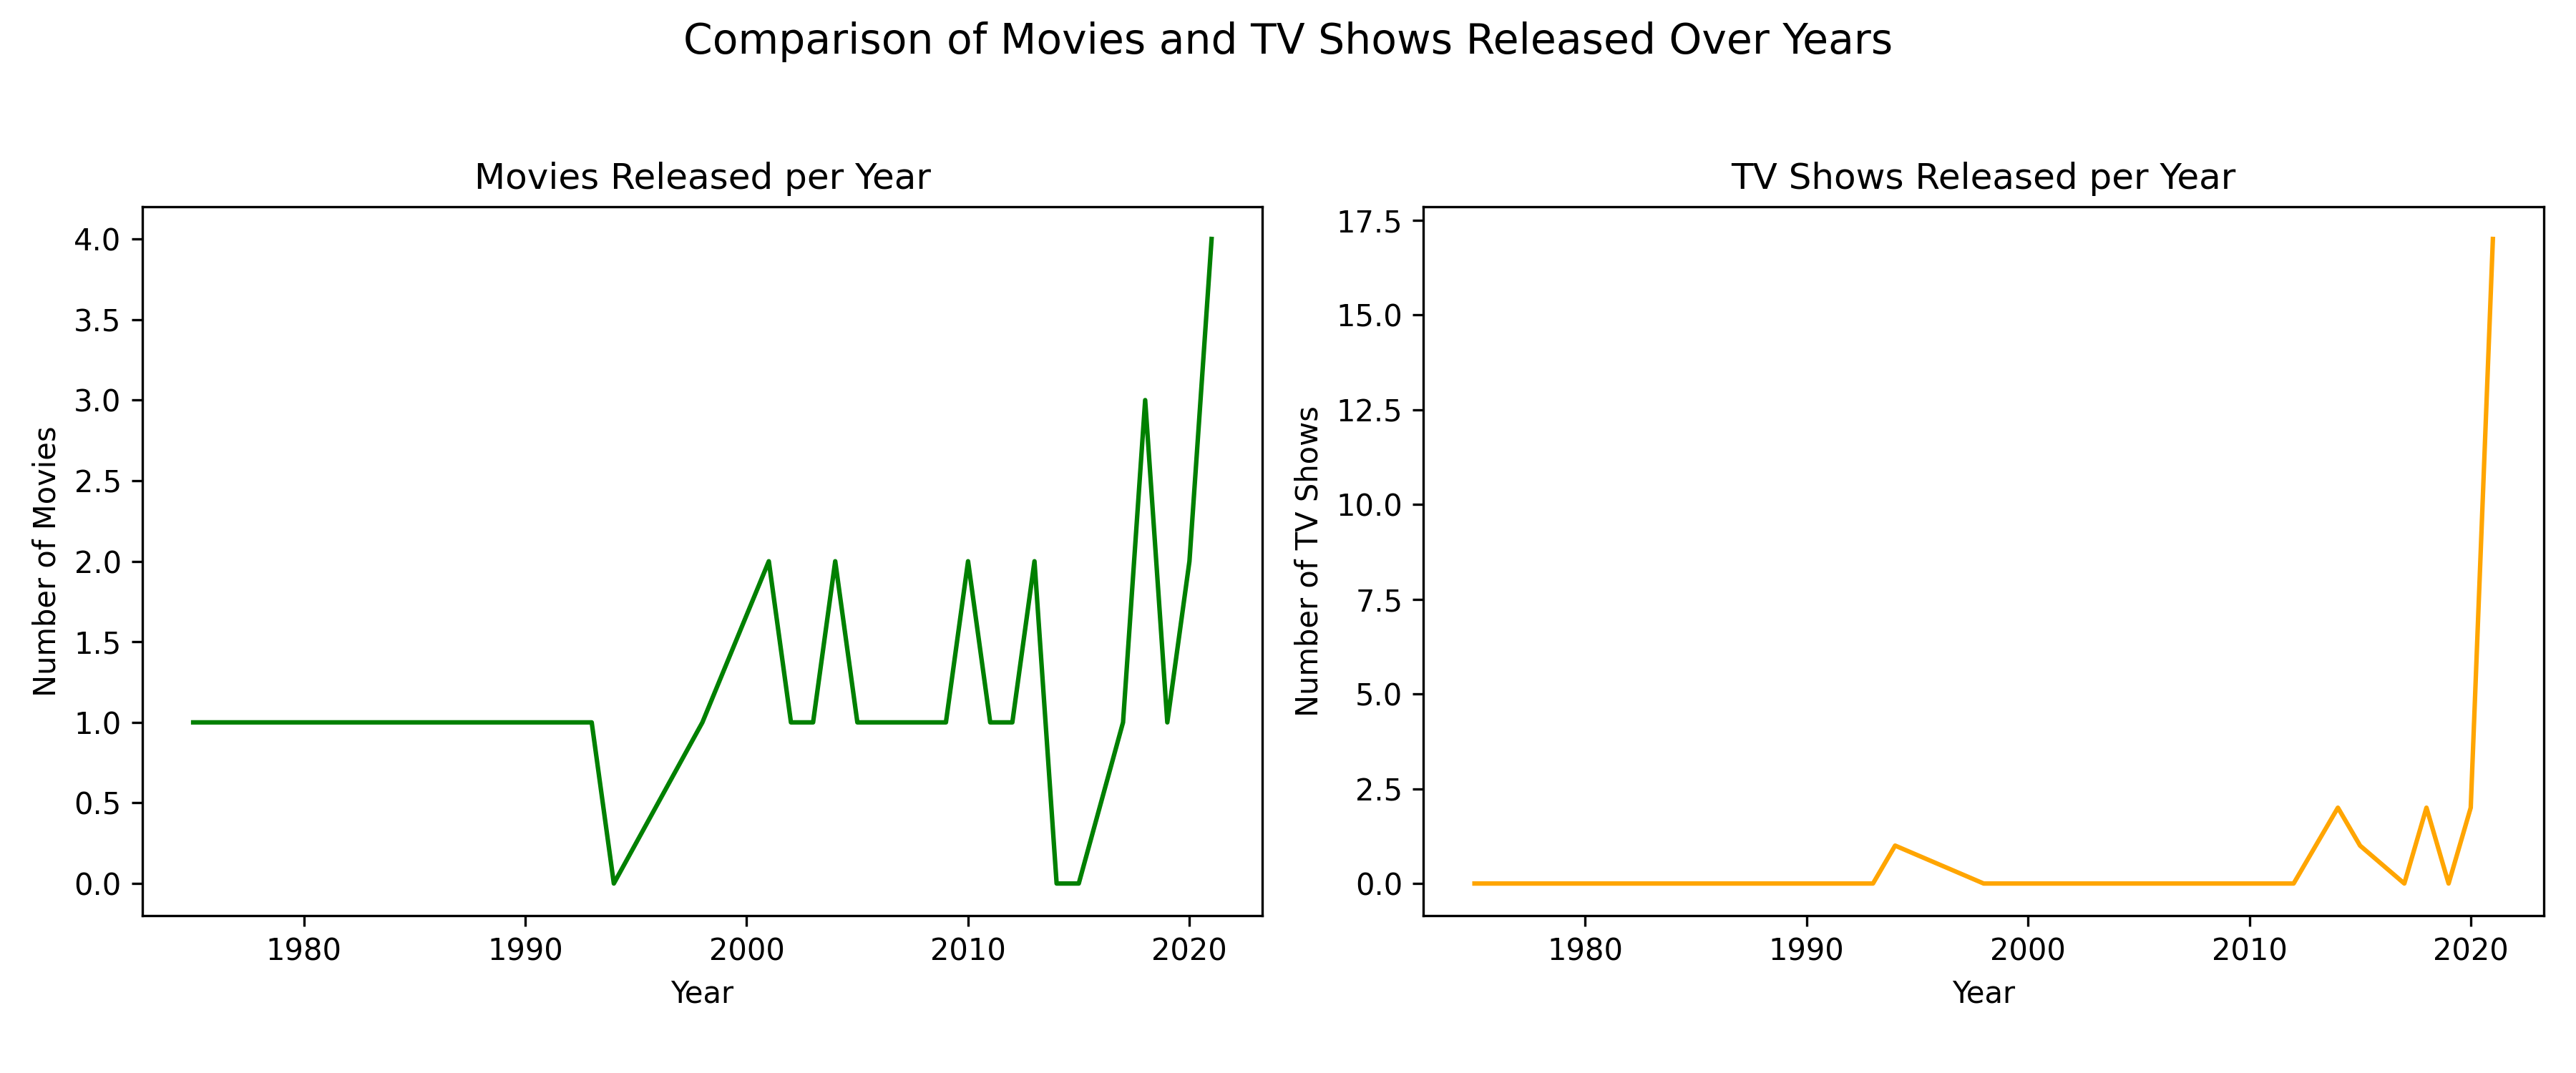 Comparison of Movies and TV Shows Released Over Years
Movies Released per Year
4.0
3.5
3.0
2.5
2.0
1.5
1.0
0.5
0.0
Number of Movies
1980 1990 2000 2010 2020
Year
TV Shows Released per Year
17.5
15.0
12.5
10.0
7.5
5.0
2.5
0.0
Number of TV Shows
1980 1990 2000 2010 2020
Year